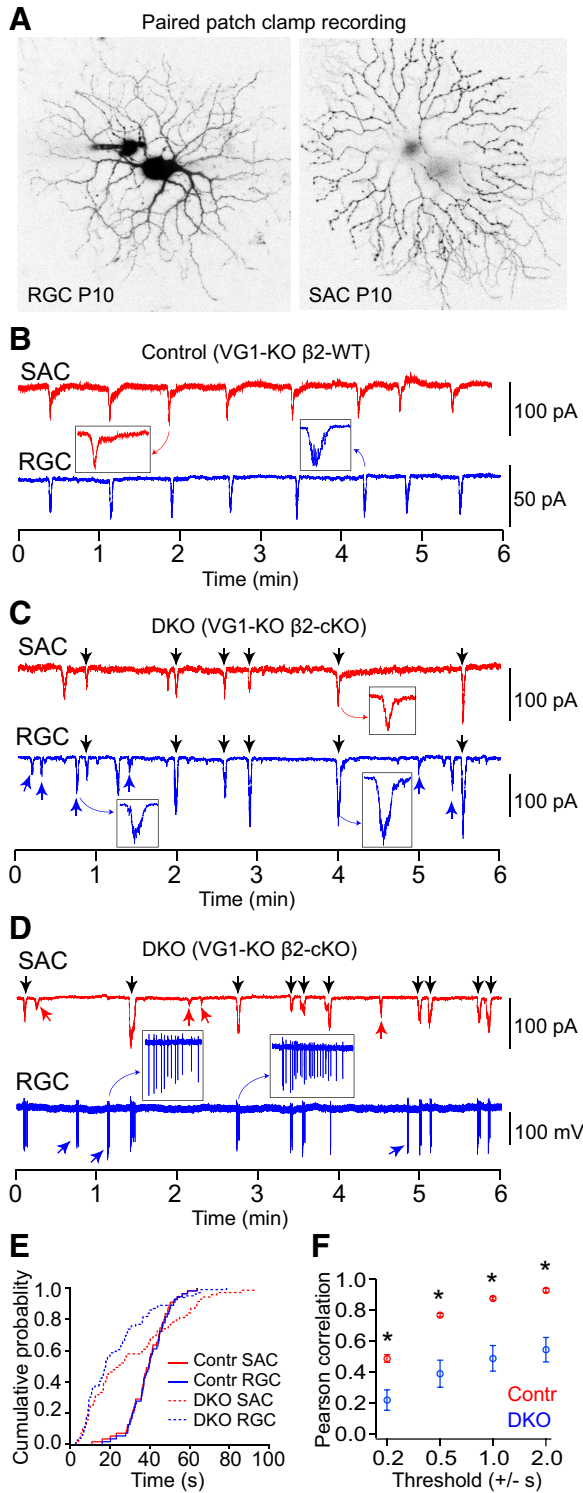 A
Paired patch clamp recording
RGC P10
SAC P10
B
Control (VG1-KO β2-WT)
SAC
100 pA
RGC
50 pA
0 1 2 3 4 5 6
Time (min)
C
DKO (VG1-KO β2-cKO)
SAC
100 pA
RGC
100 pA
0 1 2 3 4 5 6
Time (min)
D
DKO (VG1-KO β2-cKO)
SAC
100 pA
RGC
100 mV
0 1 2 3 4 5 6
Time (min)
E
Cumulative probablity
1.0
0.8
0.6
0.4
0.2
0.0
Contr SAC
Contr RGC
DKO SAC
DKO RGC
0 20 40 60 80 100
Time (s)
F
Pearson correlation
1.0
0.8
0.6
0.4
0.2
0.0
* * * *
Contr
DKO
0.2 0.5 1.0 2.0
Threshold (+/- s)